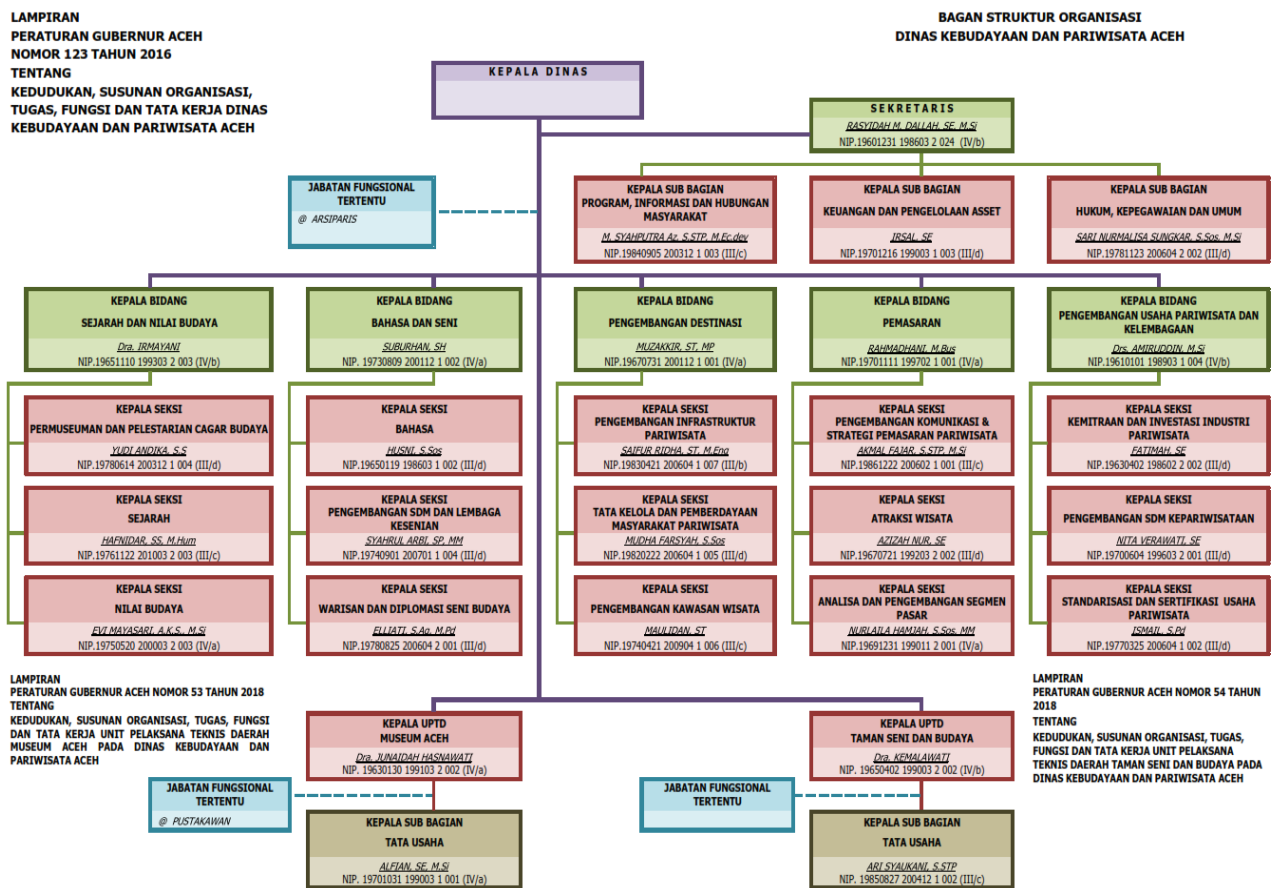 LAMPIRAN
PERATURAN GUBERNUR ACEH
NOMOR 123 TAHUN 2016
TENTANG
KEDUDUKAN, SUSUNAN ORGANISASI,
TUGAS, FUNGSI DAN TATA KERJA DINAS
KEBUDAYAAN DAN PARIWISATA ACEH
BAGAN STRUKTUR ORGANISASI
DINAS KEBUDAYAAN DAN PARIWISATA ACEH
KEPALA DINAS
SEKRETARIS
RASYIDAH M. DALLAH, SE, M.Si
NIP.19601231 198603 2 024 (IV/b)
JABATAN FUNGSIONAL
TERTENTU
@ ARSIPARIS
KEPALA SUB BAGIAN
PROGRAM, INFORMASI DAN HUBUNGAN
MASYARAKAT
M. SYAHPUTRA Az, S.STP, M.Ec.dev
NIP.19840905 200312 1 003 (III/c)
KEPALA SUB BAGIAN
KEUANGAN DAN PENGELOLAAN ASSET
IRSAL, SE
NIP.19701216 199003 1 003 (III/d)
KEPALA SUB BAGIAN
HUKUM, KEPEGAWAIAN DAN UMUM
SARI NURMALISA SUNGKAR, S.Sos, M.Si
NIP.19781123 200604 2 002 (III/d)
KEPALA BIDANG
SEJARAH DAN NILAI BUDAYA
Dra. IRMAYANI
NIP.19651110 199303 2 003 (IV/b)
KEPALA BIDANG
BAHASA DAN SENI
SUBURHAN, SH
NIP. 19730809 200112 1 002 (IV/a)
KEPALA BIDANG
PENGEMBANGAN DESTINASI
MUZAKKIR, ST, MP
NIP.19670731 200112 1 001 (IV/a)
KEPALA BIDANG
PEMASARAN
RAHMADHANI, M.Bus
NIP.19701111 199702 1 001 (IV/a)
KEPALA BIDANG
PENGEMBANGAN USAHA PARIWISATA DAN
KELEMBAGAAN
Drs. AMIRUDDIN, M.Si
NIP.19610101 198903 1 004 (IV/b)
KEPALA SEKSI
PERMUSEUMAN DAN PELESTARIAN CAGAR BUDAYA
YUDI ANDIKA, S.S
NIP.19780614 200312 1 004 (III/d)
KEPALA SEKSI
BAHASA
HUSNI, S.Sos
NIP.19650119 198603 1 002 (III/d)
KEPALA SEKSI
PENGEMBANGAN INFRASTRUKTUR
PARIWISATA
SAIFUR RIDHA, ST, M.Eng
NIP.19830421 200604 1 007 (III/b)
KEPALA SEKSI
PENGEMBANGAN KOMUNIKASI &
STRATEGI PEMASARAN PARIWISATA
AKMAL FAJAR, S.STP, M.Si
NIP.19861222 200602 1 001 (III/c)
KEPALA SEKSI
KEMITRAAN DAN INVESTASI INDUSTRI
PARIWISATA
FATIMAH, SE
NIP.19630402 198602 2 002 (III/d)
KEPALA SEKSI
SEJARAH
HAFNIDAR, SS, M.Hum
NIP.19761122 201003 2 003 (III/c)
KEPALA SEKSI
PENGEMBANGAN SDM DAN LEMBAGA
KESENIAN
SYAHRUL ARBI, SP, MM
NIP.19740901 200701 1 004 (III/d)
KEPALA SEKSI
TATA KELOLA DAN PEMBERDAYAAN
MASYARAKAT PARIWISATA
MUDHA FARSYAH, S.Sos
NIP.19820222 200604 1 005 (III/d)
KEPALA SEKSI
ATRAKSI WISATA
AZIZAH NUR, SE
NIP.19670721 199203 2 002 (III/d)
KEPALA SEKSI
PENGEMBANGAN SDM KEPARIWISATAAN
NITA VERAWATI, SE
NIP.19700604 199603 2 001 (III/d)
KEPALA SEKSI
NILAI BUDAYA
EVI MAYASARI, A.K.S., M.Si
NIP.19750520 200003 2 003 (IV/a)
KEPALA SEKSI
WARISAN DAN DIPLOMASI SENI BUDAYA
ELLIATI, S.Ag, M.Pd
NIP.19780825 200604 2 001 (III/d)
KEPALA SEKSI
PENGEMBANGAN KAWASAN WISATA
MAULIDAN, ST
NIP.19740421 200904 1 006 (III/c)
KEPALA SEKSI
ANALISA DAN PENGEMBANGAN SEGMEN
PASAR
NURLAILA HAMJAH, S.Sos, MM
NIP.19691231 199011 2 001 (IV/a)
KEPALA SEKSI
STANDARISASI DAN SERTIFIKASI USAHA
PARIWISATA
ISMAIL, S.Pd
NIP.19770325 200604 1 002 (III/d)
LAMPIRAN
PERATURAN GUBERNUR ACEH NOMOR 53 TAHUN 2018
TENTANG
KEDUDUKAN, SUSUNAN ORGANISASI, TUGAS, FUNGSI
DAN TATA KERJA UNIT PELAKSANA TEKNIS DAERAH
MUSEUM ACEH PADA DINAS KEBUDAYAAN DAN
PARIWISATA ACEH
KEPALA UPTD
MUSEUM ACEH
Dra. JUNAIDAH HASNAWATI
NIP. 19630130 199103 2 002 (IV/a)
KEPALA UPTD
TAMAN SENI DAN BUDAYA
Dra. KEMALAWATI
NIP. 19650402 199003 2 002 (IV/b)
LAMPIRAN
PERATURAN GUBERNUR ACEH NOMOR 54 TAHUN
2018
TENTANG
KEDUDUKAN, SUSUNAN ORGANISASI, TUGAS,
FUNGSI DAN TATA KERJA UNIT PELAKSANA
TEKNIS DAERAH TAMAN SENI DAN BUDAYA PADA
DINAS KEBUDAYAAN DAN PARIWISATA ACEH
JABATAN FUNGSIONAL
TERTENTU
@ PUSTAKAWAN
KEPALA SUB BAGIAN
TATA USAHA
ALFIAN, SE, M.Si
NIP. 19701031 199003 1 001 (IV/a)
JABATAN FUNGSIONAL
TERTENTU
KEPALA SUB BAGIAN
TATA USAHA
ARI SYAUKANI, S.STP
NIP. 19850827 200412 1 002 (III/c)